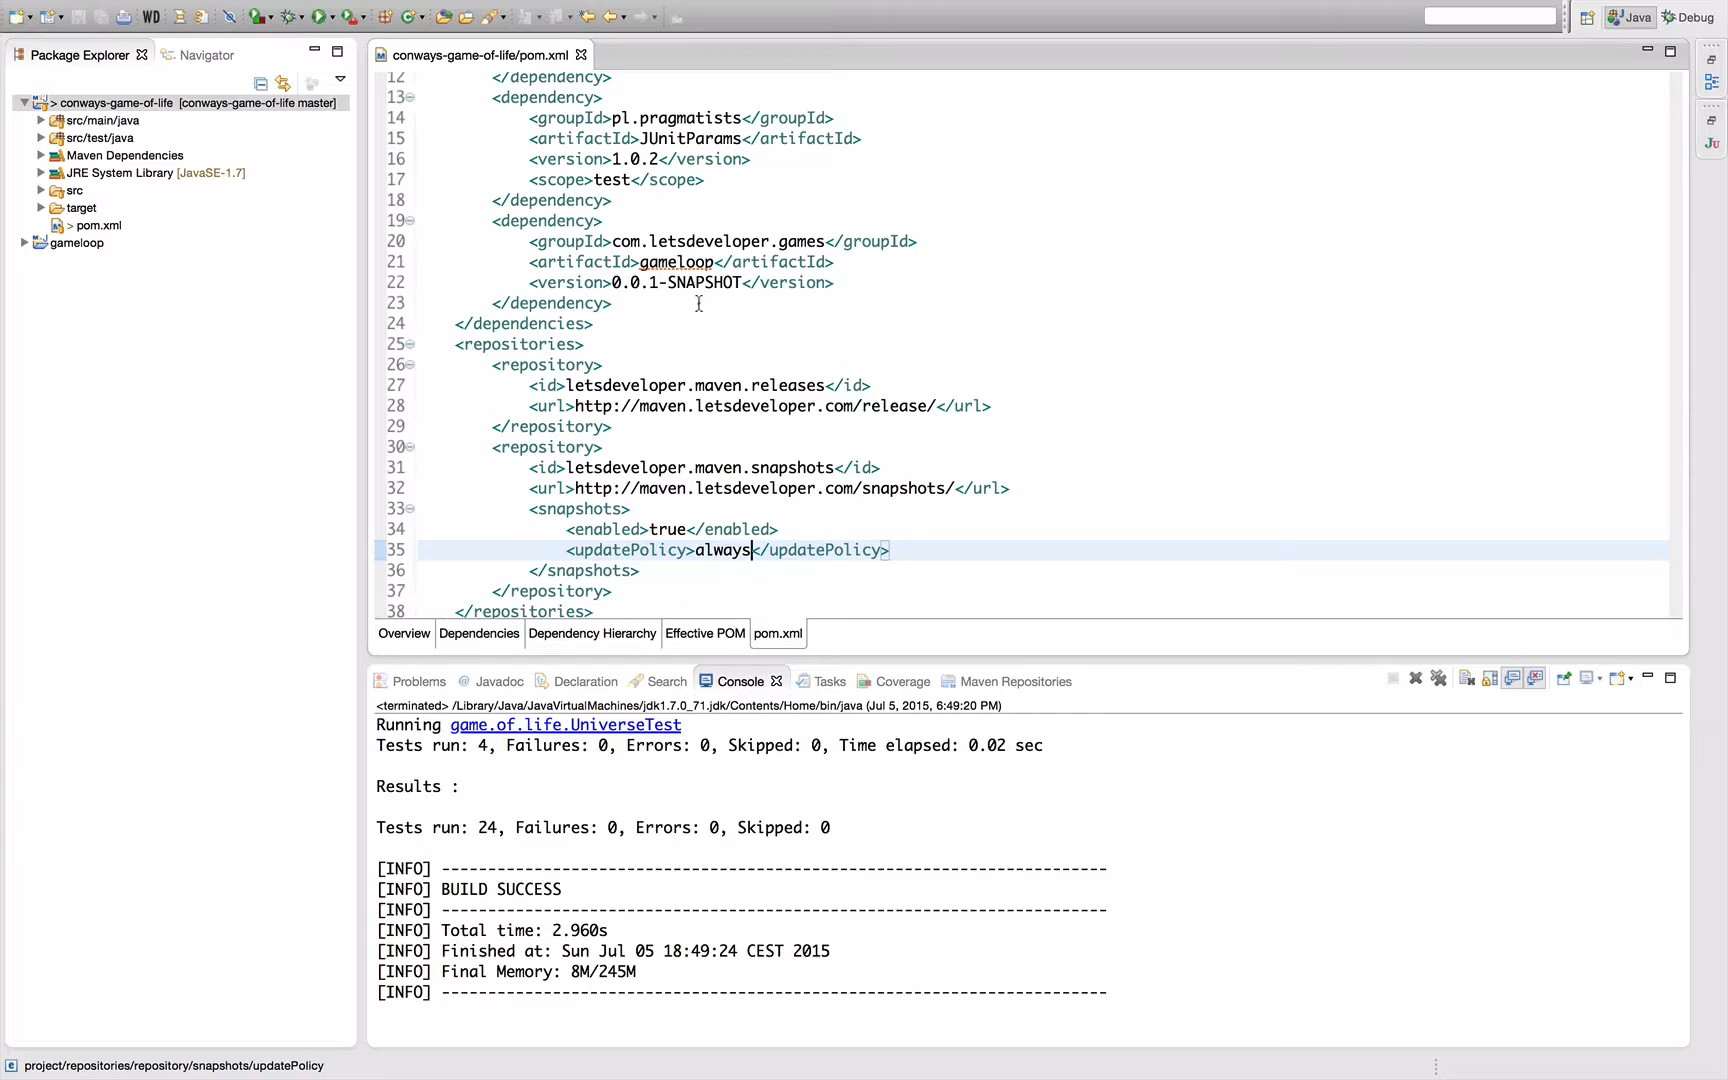 WD
Java
Debug
Package Explorer
Navigator
> conways-game-of-life [conways-game-of-life master]
src/main/java
src/test/java
Maven Dependencies
JRE System Library [JavaSE-1.7]
src
target
> pom.xml
gameloop
conways-game-of-life/pom.xml
12 </dependency>
13 <dependency>
14 <groupId>pl.pragmatists</groupId>
15 <artifactId>JUnitParams</artifactId>
16 <version>1.0.2</version>
17 <scope>test</scope>
18 </dependency>
19 <dependency>
20 <groupId>com.letsdeveloper.games</groupId>
21 <artifactId>gameloop</artifactId>
22 <version>0.0.1-SNAPSHOT</version>
23 </dependency>
24 </dependencies>
25 <repositories>
26 <repository>
27 <id>letsdeveloper.maven.releases</id>
28 <url>http://maven.letsdeveloper.com/release/</url>
29 </repository>
30 <repository>
31 <id>letsdeveloper.maven.snapshots</id>
32 <url>http://maven.letsdeveloper.com/snapshots/</url>
33 <snapshots>
34 <enabled>true</enabled>
35 <updatePolicy>always</updatePolicy>
36 </snapshots>
37 </repository>
38 </repositories>
Overview Dependencies Dependency Hierarchy Effective POM pom.xml
Ju
Problems @ Javadoc Declaration Search Console Tasks Coverage Maven Repositories
<terminated> /Library/Java/JavaVirtualMachines/jdk1.7.0_71.jdk/Contents/Home/bin/java (Jul 5, 2015, 6:49:20 PM)
Running game.of.life.UniverseTest
Tests run: 4, Failures: 0, Errors: 0, Skipped: 0, Time elapsed: 0.02 sec
Results :
Tests run: 24, Failures: 0, Errors: 0, Skipped: 0
[INFO] ------------------------------------------------------------------------
[INFO] BUILD SUCCESS
[INFO] ------------------------------------------------------------------------
[INFO] Total time: 2.960s
[INFO] Finished at: Sun Jul 05 18:49:24 CEST 2015
[INFO] Final Memory: 8M/245M
[INFO] ------------------------------------------------------------------------
project/repositories/repository/snapshots/updatePolicy